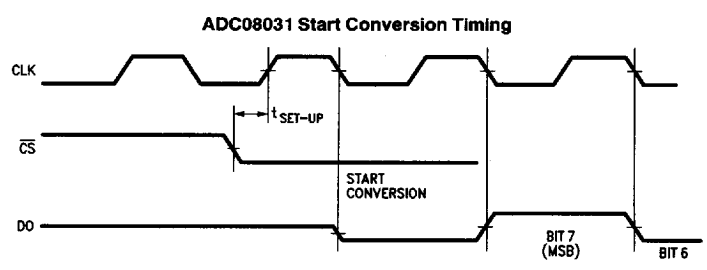 ADC08031 Start Conversion Timing
CLK
t SET-UP
CS
START
CONVERSION
DO
BIT 7
(MSB)
BIT 6